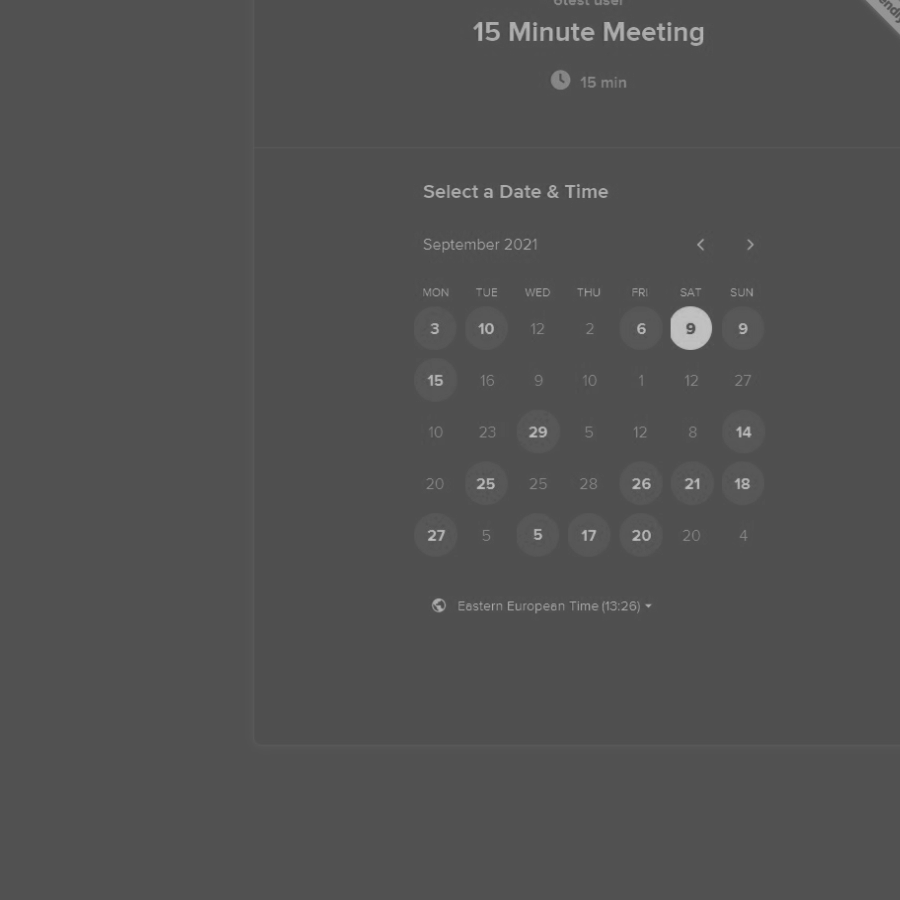 15 Minute Meeting
15 min
Select a Date & Time
September 2021
MON TUE WED THU FRI SAT SUN
3 10 12 2 6 9 9
15 16 9 10 1 12 27
10 23 29 5 12 8 14
20 25 25 28 26 21 18
27 5 5 17 20 20 4
Eastern European Time (13:26)